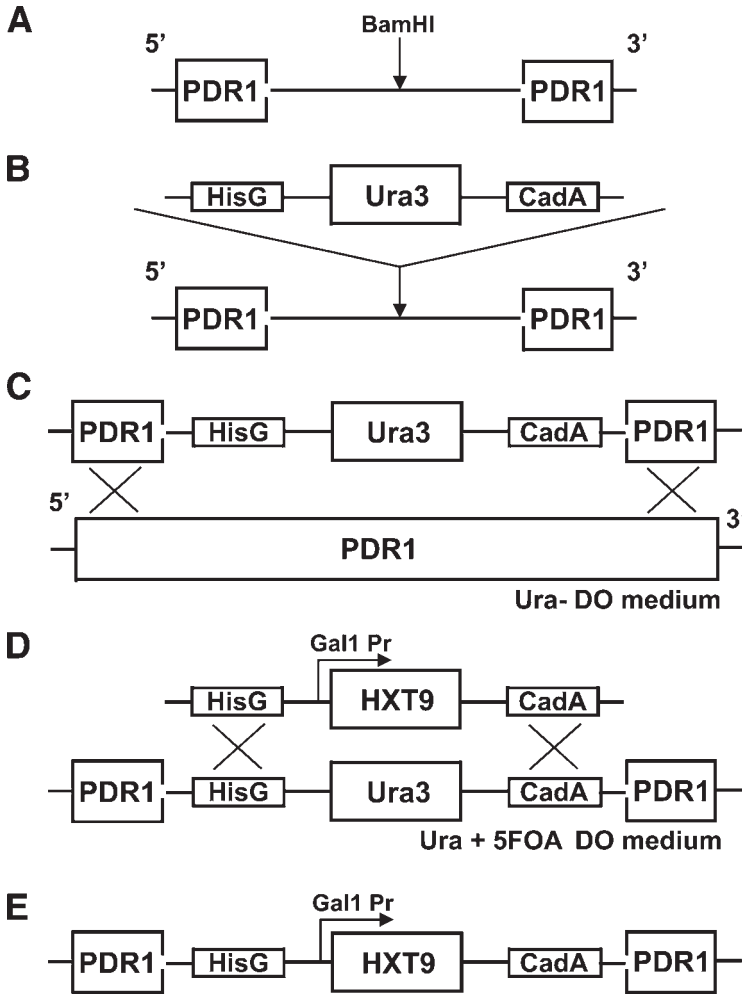 A
BamHI
5’ 3’
PDR1 PDR1
B
HisG Ura3 CadA
5’ 3’
PDR1 PDR1
C
PDR1 HisG Ura3 CadA PDR1
5’ 3
PDR1
Ura- DO medium
D
Gal1 Pr
HisG HXT9 CadA
PDR1 HisG Ura3 CadA PDR1
Ura + 5FOA DO medium
E
Gal1 Pr
PDR1 HisG HXT9 CadA PDR1